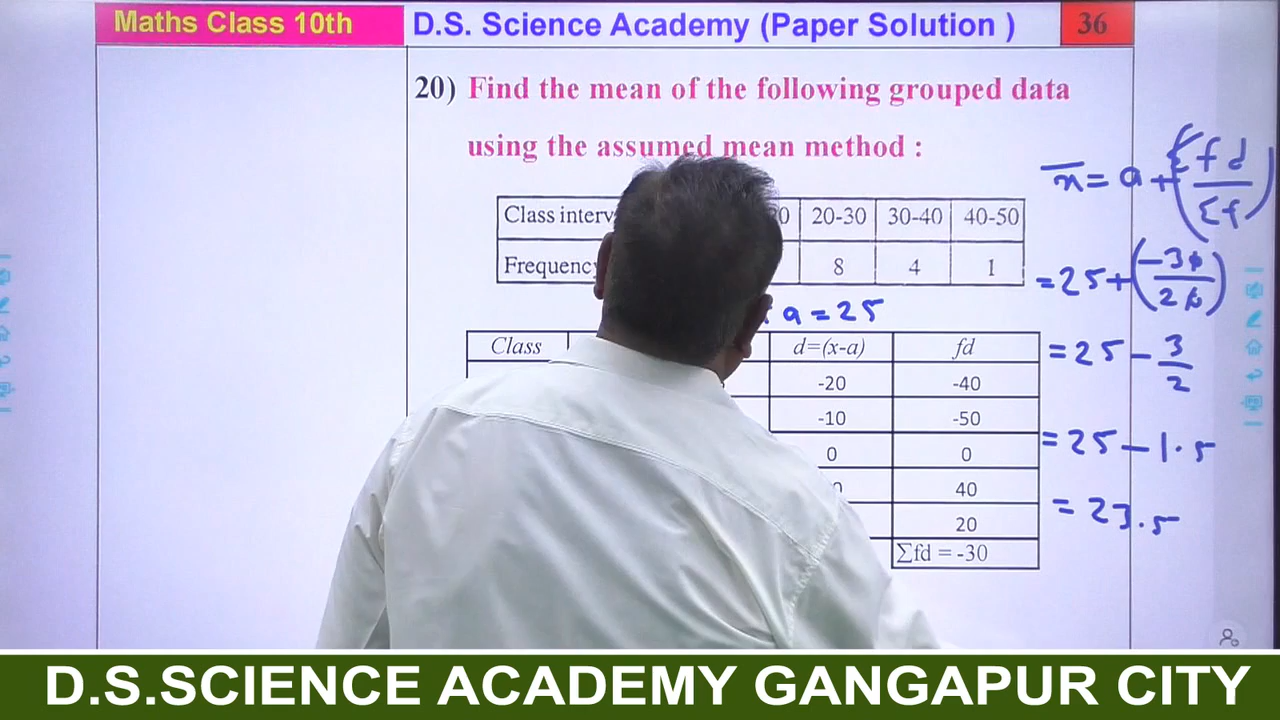 Maths Class 10th
D.S. Science Academy (Paper Solution )
36
20) Find the mean of the following grouped data
using the assumed mean method :
20-30 30-40 40-50
Frequency 8 4 1
a = 25
Class d=(x-a) fd
-20 -40
-10 -50
0 0
40
20
∑fd = -30
x̄ = a + (Σfd/Σf)
= 25 + (-30/20)
= 25 - 3/2
= 25 - 1.5
= 23.5
D.S.SCIENCE ACADEMY GANGAPUR CITY